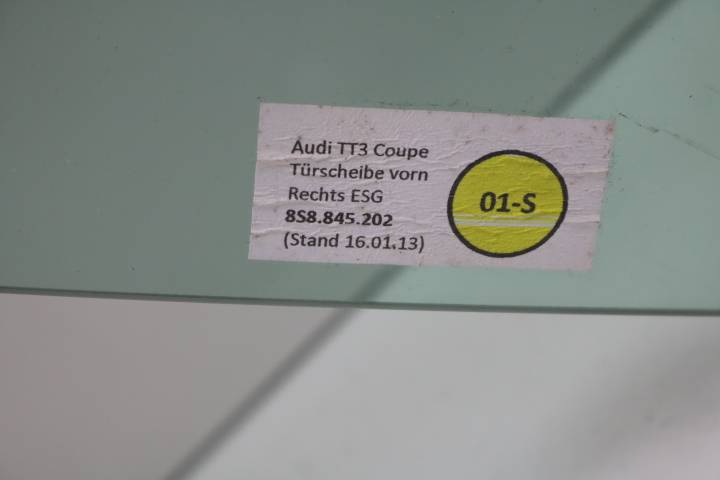 Audi TT3 Coupe
Türscheibe vorn
Rechts ESG
8S8.845.202
(Stand 16.01.13)
01-S